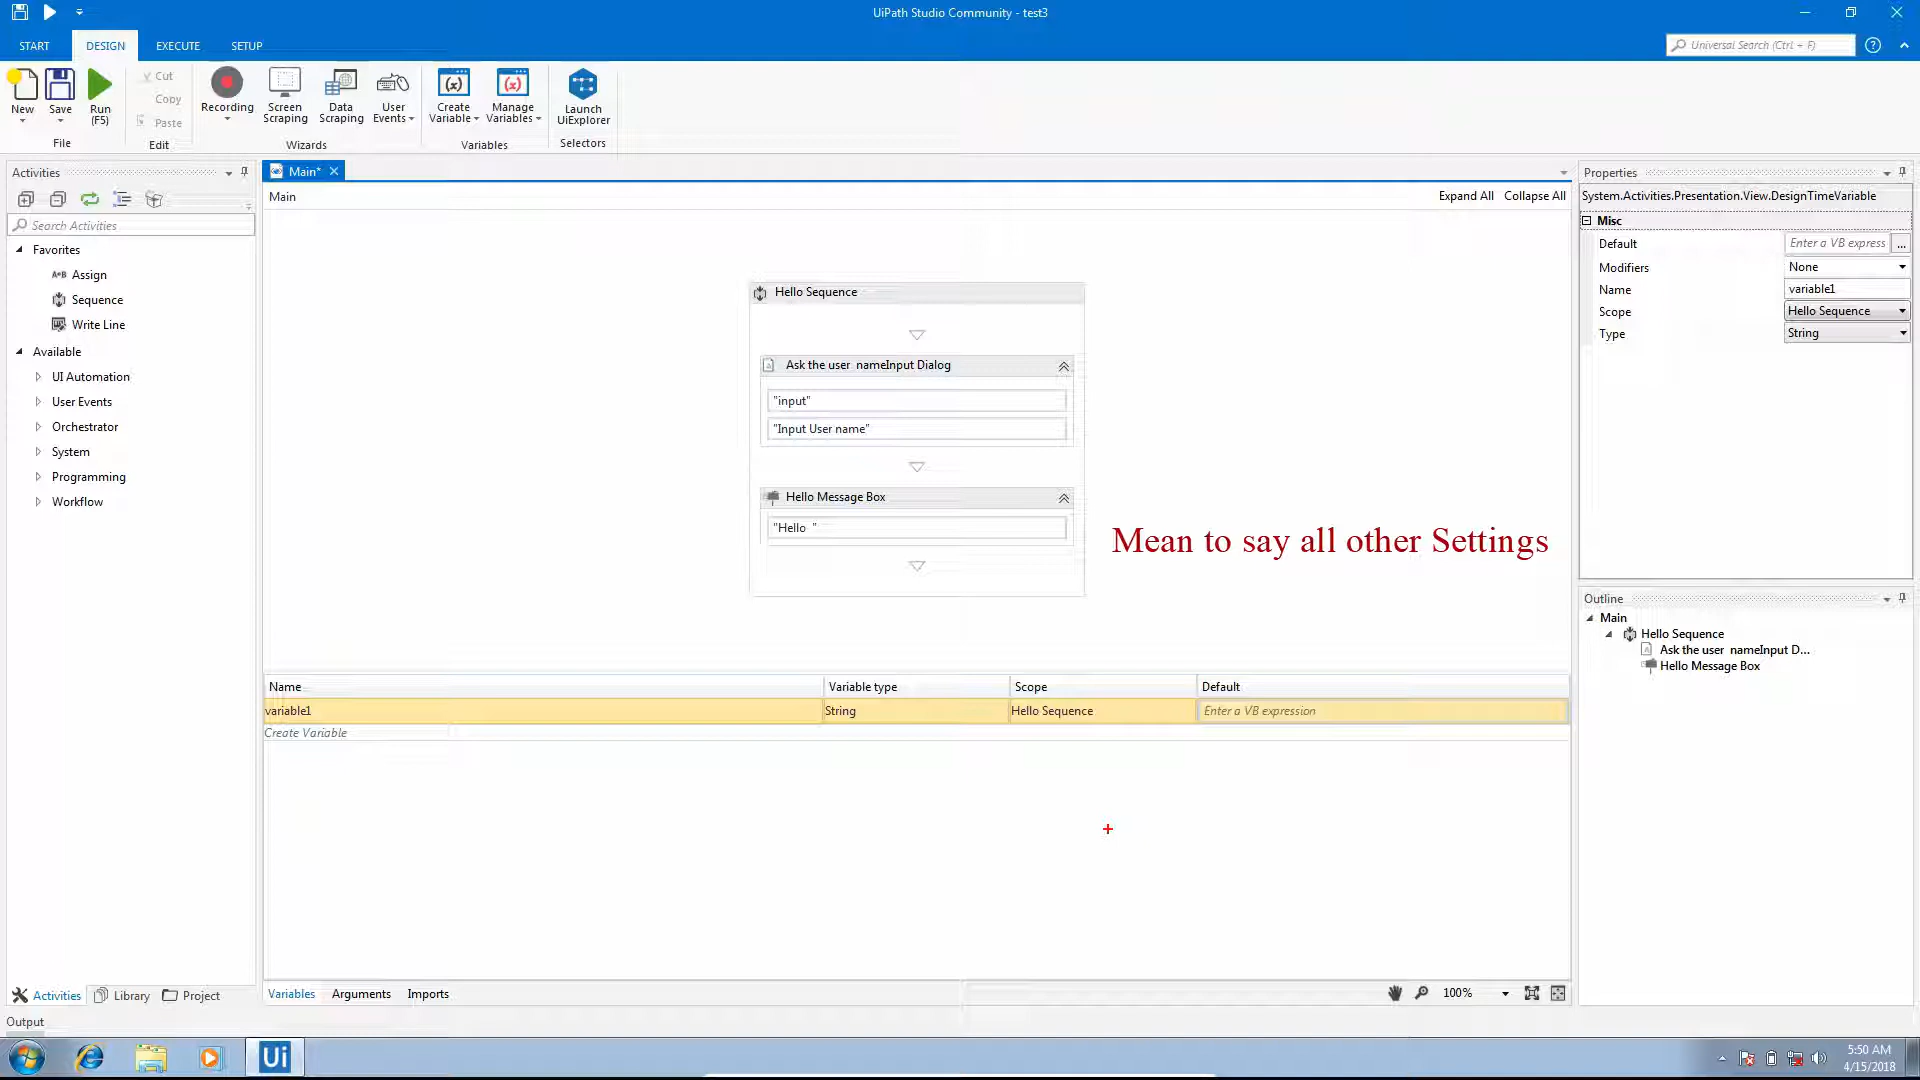 UiPath Studio Community - test3
START DESIGN EXECUTE SETUP
Universal Search (Ctrl + F)
New
Save
Run
(F5)
File
Cut
Copy
Paste
Edit
Recording
Screen
Scraping
Data
Scraping
User
Events
Wizards
Create
Variable
Manage
Variables
Variables
Launch
UiExplorer
Selectors
Activities
Search Activities
Favorites
A+B Assign
Sequence
Write Line
Available
UI Automation
User Events
Orchestrator
System
Programming
Workflow
Activities Library Project
Main*
Main
Expand All Collapse All
Hello Sequence
Ask the user  nameInput Dialog
"input"
"Input User name"
Hello Message Box
"Hello  "
Mean to say all other Settings
Name Variable type Scope Default
variable1 String Hello Sequence Enter a VB expression
Create Variable
Variables Arguments Imports
100%
Properties
System.Activities.Presentation.View.DesignTimeVariable
Misc
Default Enter a VB express ...
Modifiers None
Name variable1
Scope Hello Sequence
Type String
Outline
Main
Hello Sequence
Ask the user  nameInput D...
Hello Message Box
Output
Ui
5:50 AM
4/15/2018